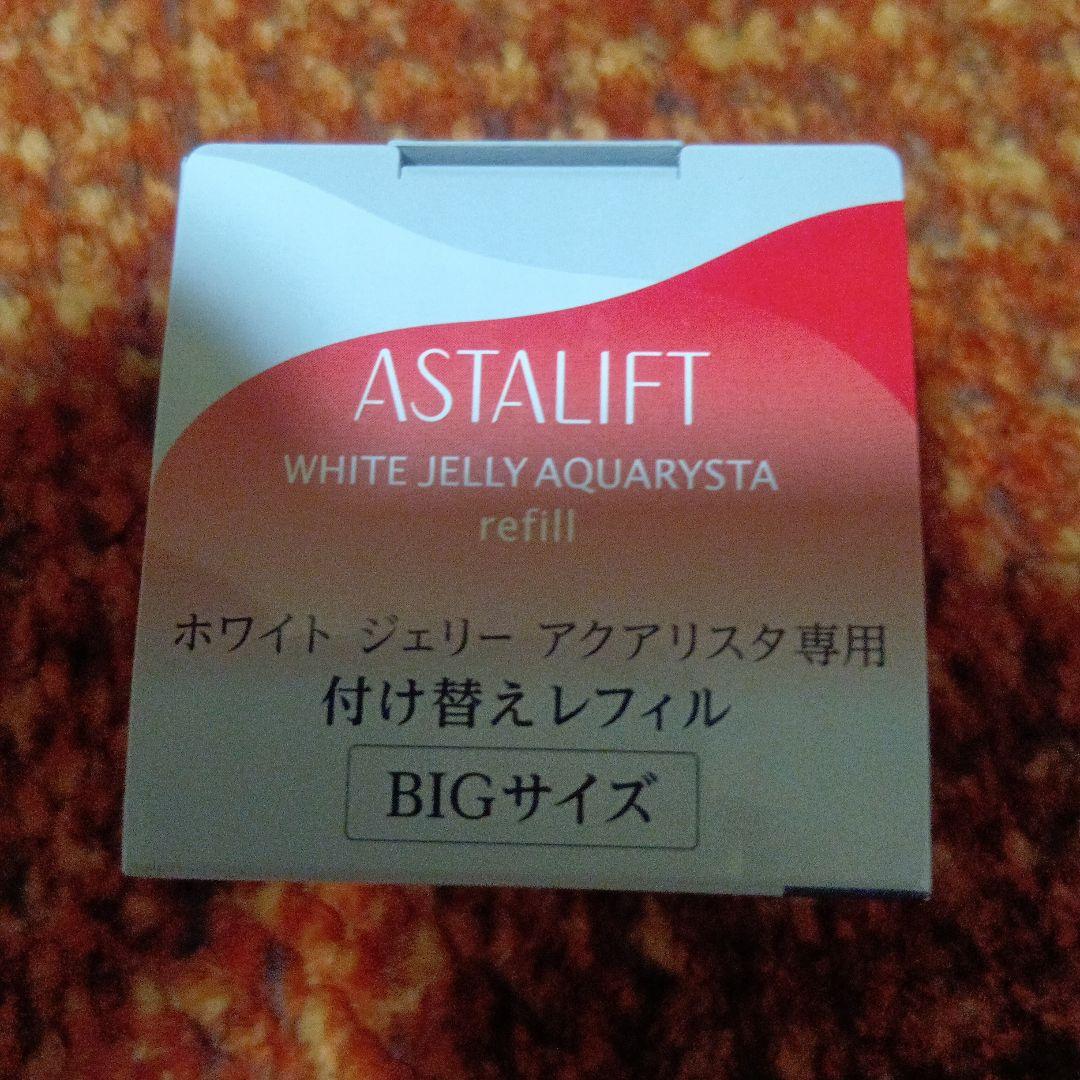 ASTALIFT
WHITE JELLY AQUARYSTA
refill
ホワイト ジェリー アクアリスタ専用
付け替えレフィル
BIGサイズ